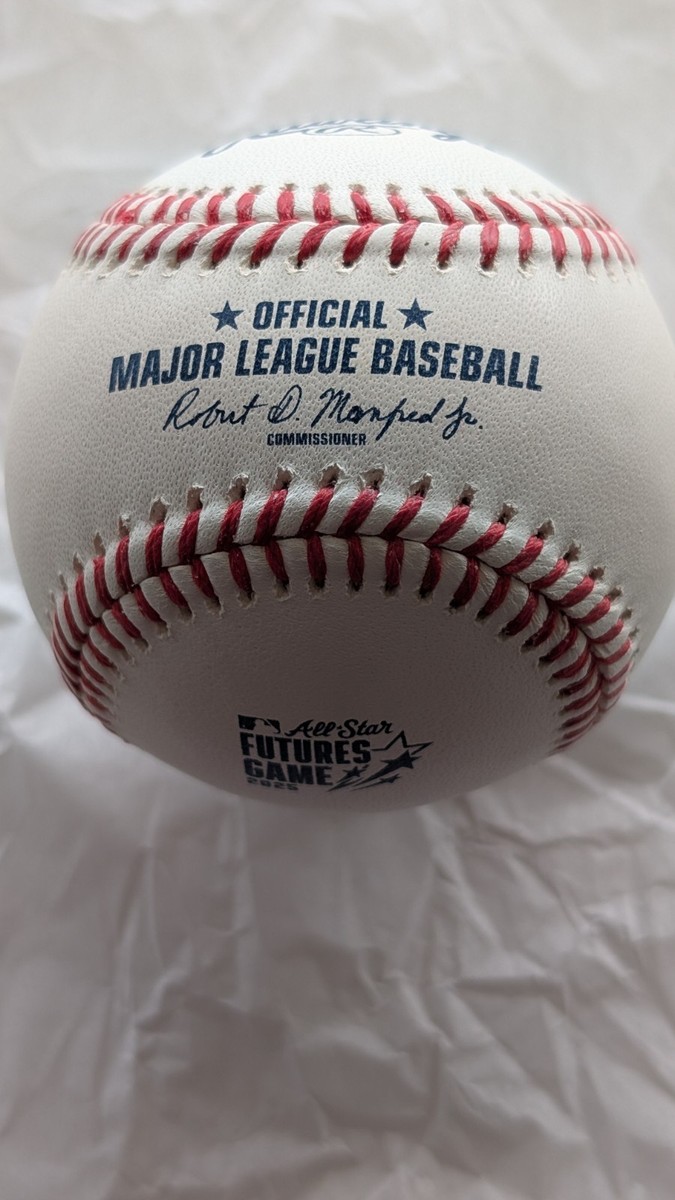 ★ OFFICIAL ★
MAJOR LEAGUE BASEBALL
Robert D. Manfred Jr.
COMMISSIONER
All-Star
FUTURES
GAME
2025